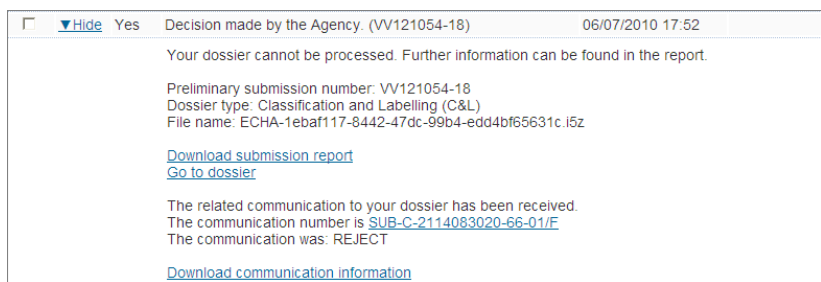 ▼Hide Yes Decision made by the Agency. (VV121054-18) 06/07/2010 17:52
Your dossier cannot be processed. Further information can be found in the report.
Preliminary submission number: VV121054-18
Dossier type: Classification and Labelling (C&L)
File name: ECHA-1ebaf117-8442-47dc-99b4-edd4bf65631c.i5z
Download submission report
Go to dossier
The related communication to your dossier has been received.
The communication number is SUB-C-2114083020-66-01/F
The communication was: REJECT
Download communication information